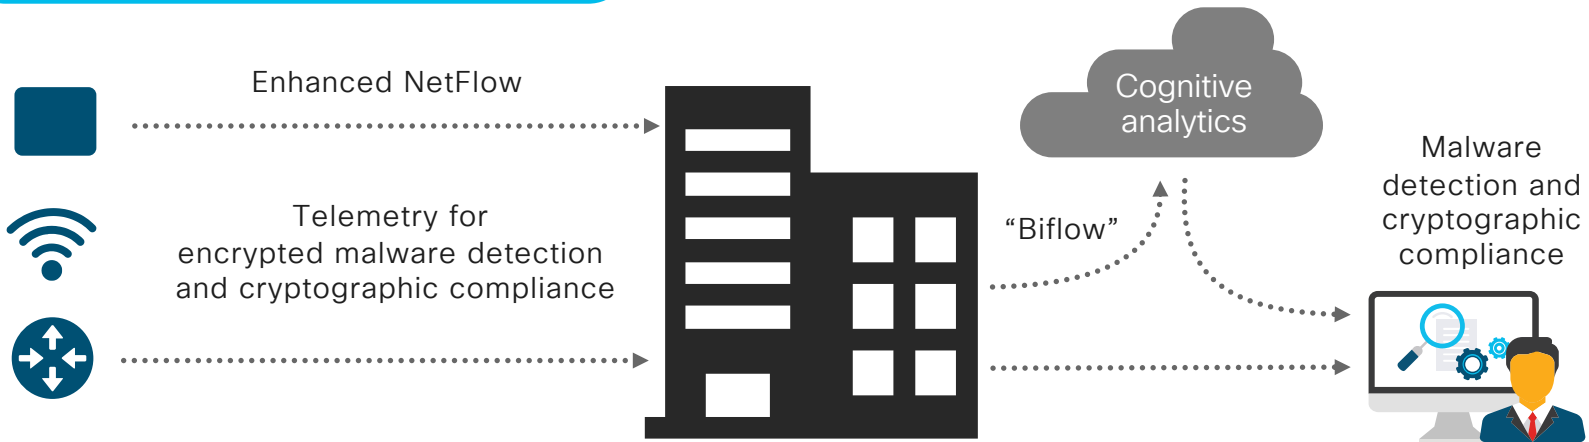 Enhanced NetFlow
Telemetry for
encrypted malware detection
and cryptographic compliance
Cognitive
analytics
“Biflow”
Malware
detection and
cryptographic
compliance